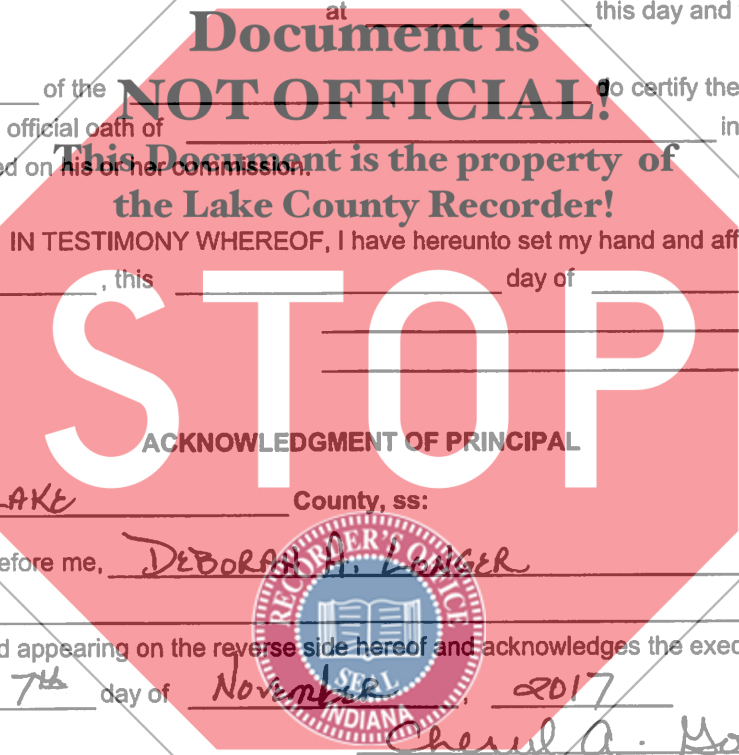 at this day and
Document is
of the do certify the
NOT OFFICIAL!
official oath of in
ed on his or her commission.
This Document is the property of
the Lake County Recorder!
IN TESTIMONY WHEREOF, I have hereunto set my hand and aff
, this day of
STOP
ACKNOWLEDGMENT OF PRINCIPAL
LAKE County, ss:
efore me, DEBORAH A.
d appearing on the reverse side hereof and acknowledges the exec
7th day of November, 2017
RECORDER'S OFFICE
SEAL
INDIANA
Cheryl A.